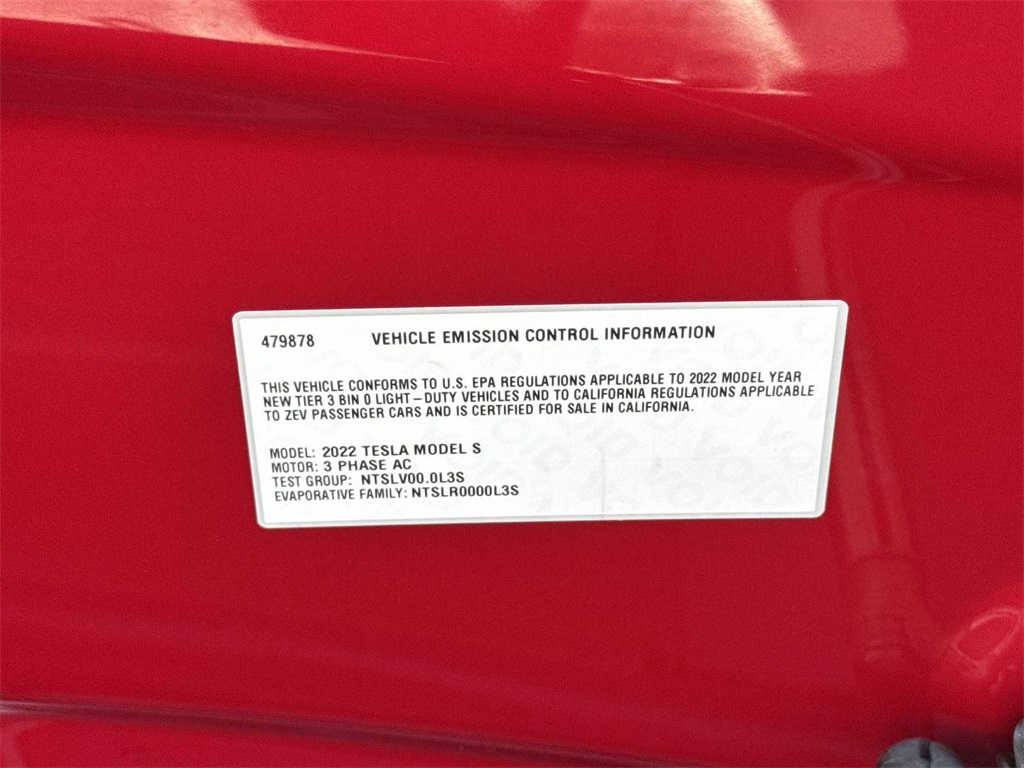 479878 VEHICLE EMISSION CONTROL INFORMATION
THIS VEHICLE CONFORMS TO U.S. EPA REGULATIONS APPLICABLE TO 2022 MODEL YEAR
NEW TIER 3 BIN 0 LIGHT–DUTY VEHICLES AND TO CALIFORNIA REGULATIONS APPLICABLE
TO ZEV PASSENGER CARS AND IS CERTIFIED FOR SALE IN CALIFORNIA.
MODEL: 2022 TESLA MODEL S
MOTOR: 3 PHASE AC
TEST GROUP: NTSLV00.0L3S
EVAPORATIVE FAMILY: NTSLR0000L3S